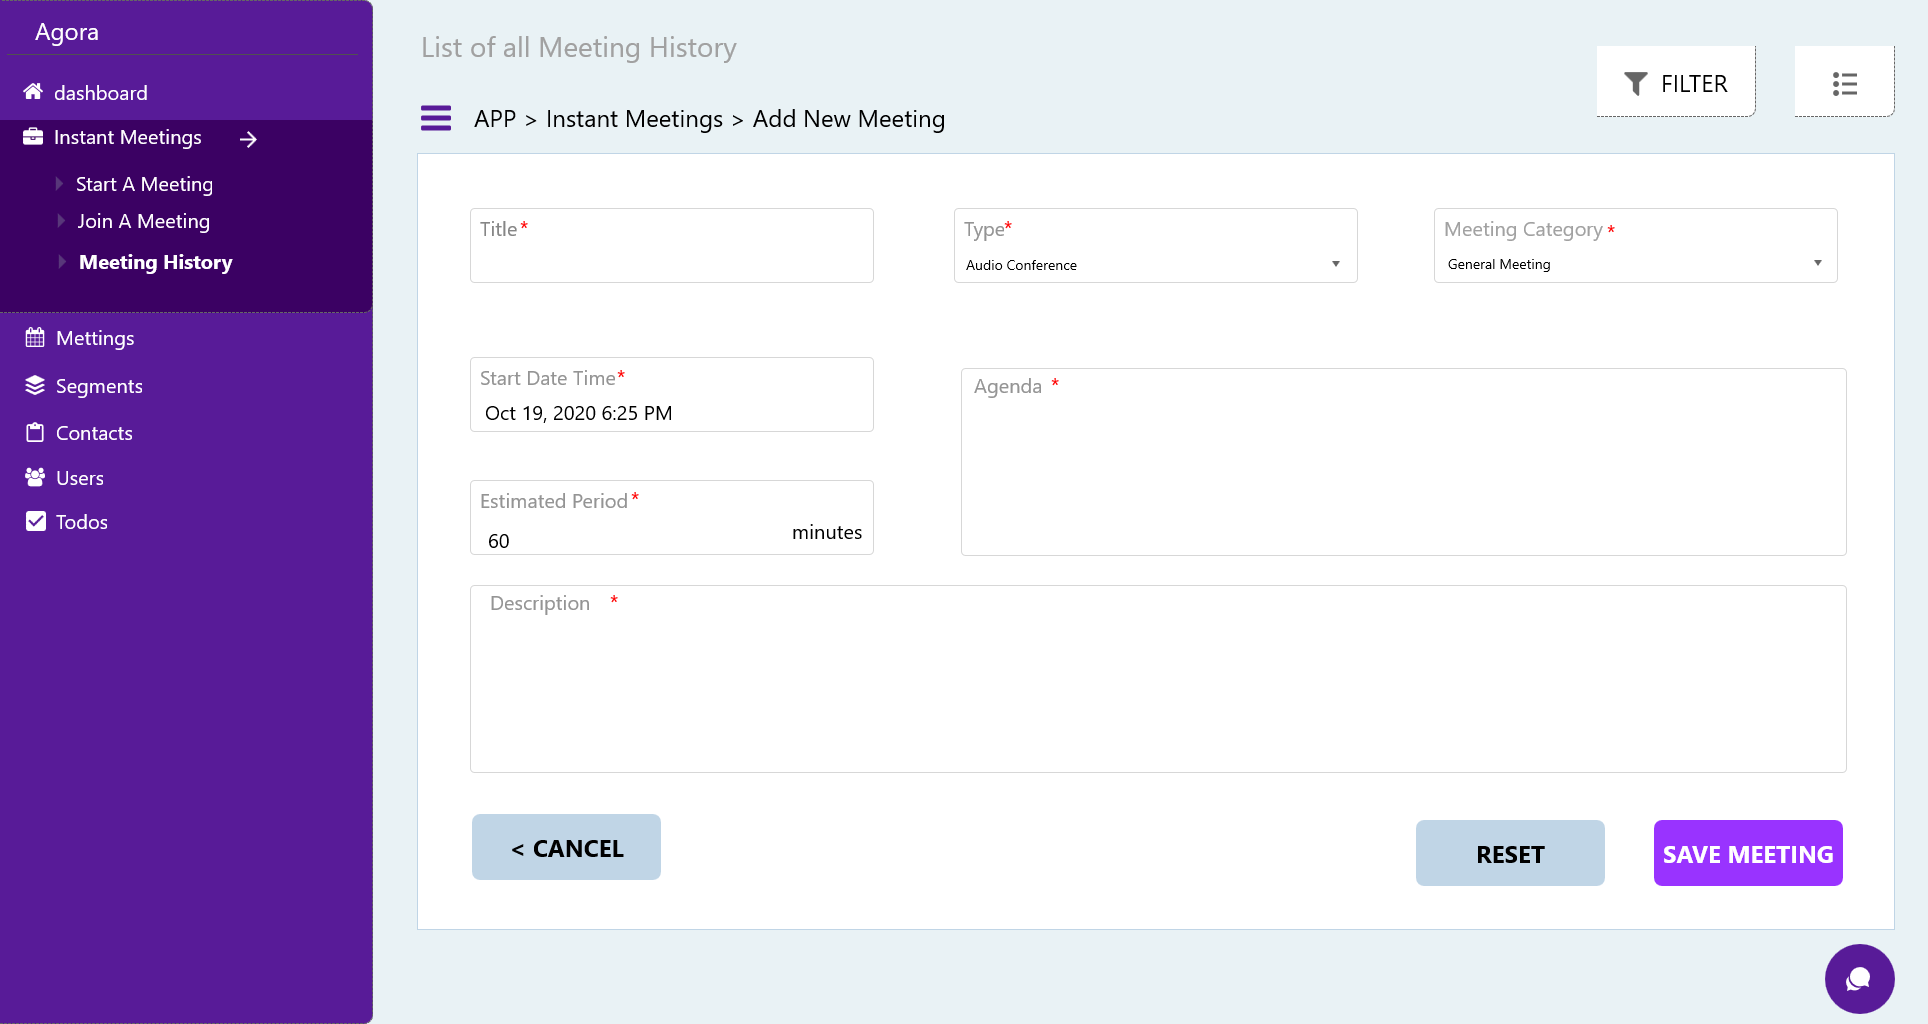 Agora
dashboard
Instant Meetings
Start A Meeting
Join A Meeting
Meeting History
Mettings
Segments
Contacts
Users
Todos
List of all Meeting History
FILTER
APP > Instant Meetings > Add New Meeting
Title*
Type*
Audio Conference
Meeting Category *
General Meeting
Start Date Time*
Oct 19, 2020 6:25 PM
Agenda *
Estimated Period*
60 minutes
Description *
< CANCEL
RESET
SAVE MEETING